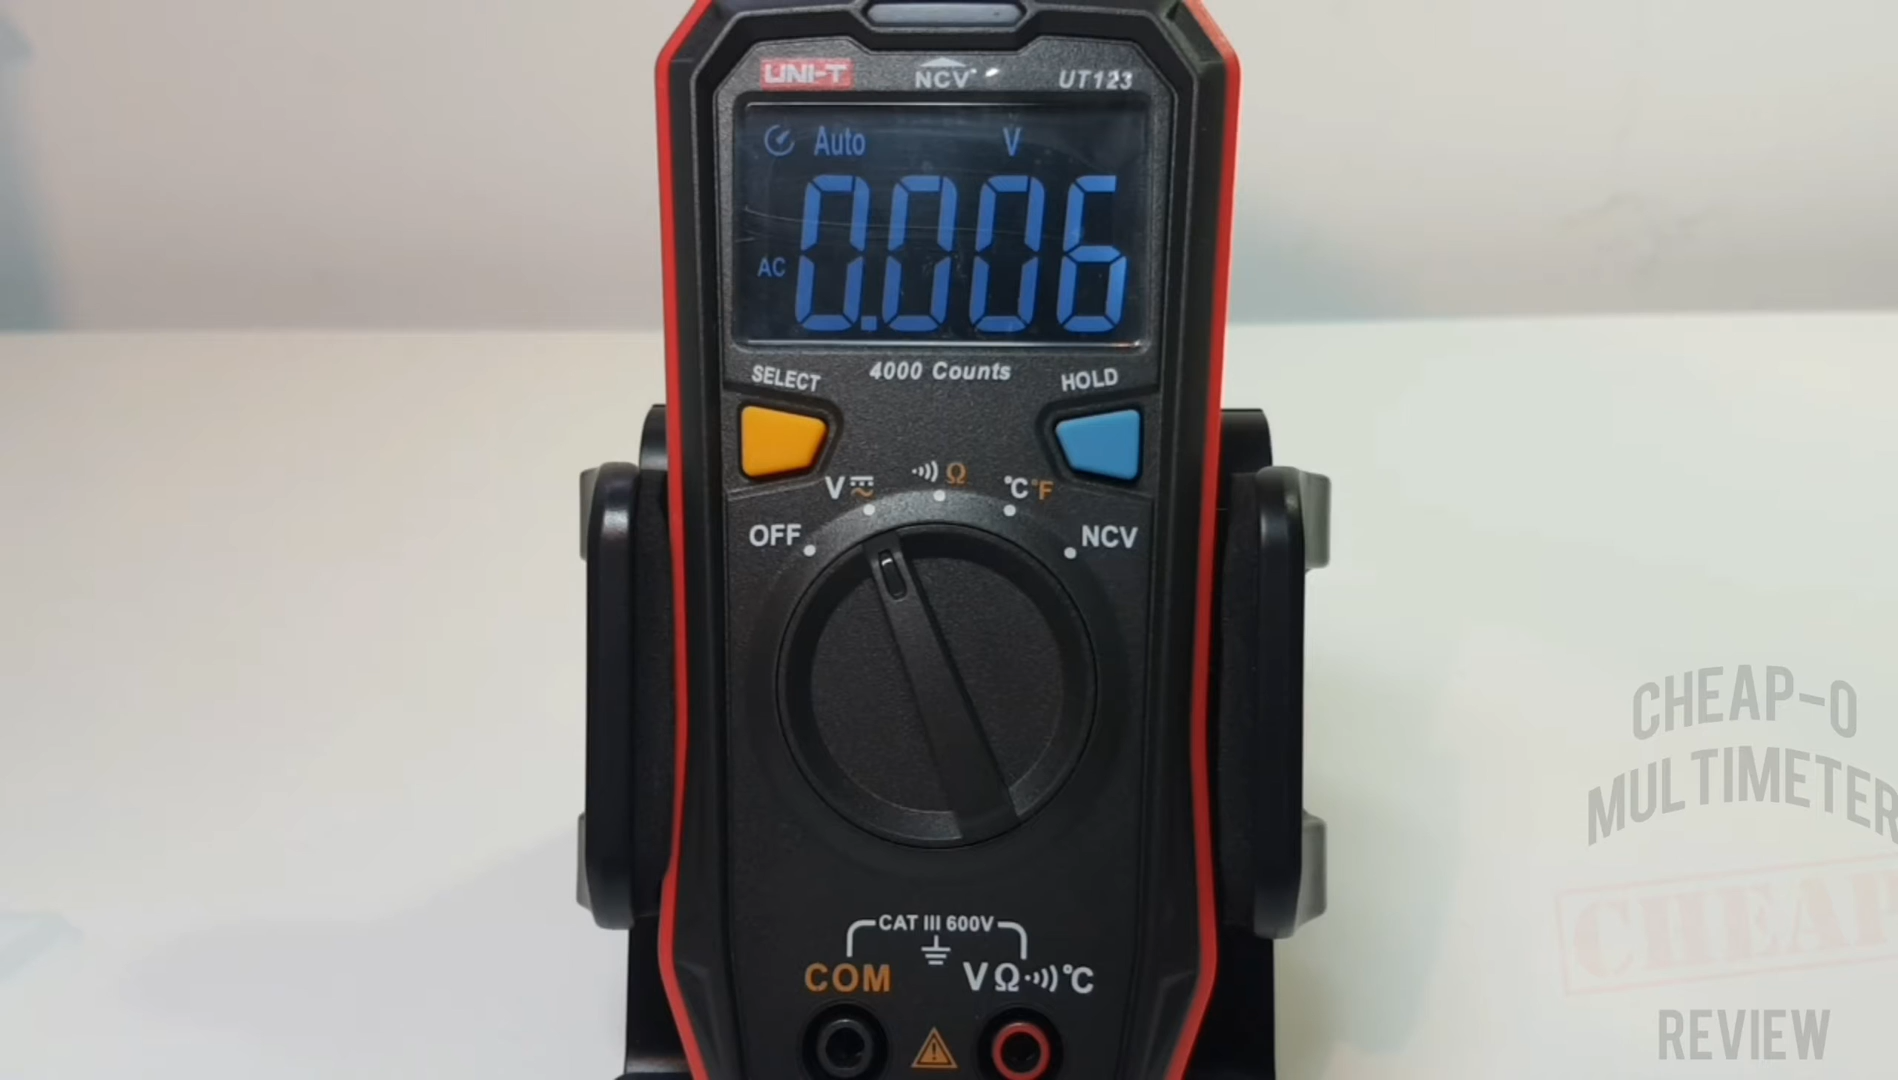 UNI-T NCV UT123
Auto V
AC 0.006
4000 Counts
SELECT HOLD
V Ω °C°F
OFF NCV
CAT III 600V
COM VΩ °C
CHEAP-O
MULTIMETER
CHEAP
REVIEW